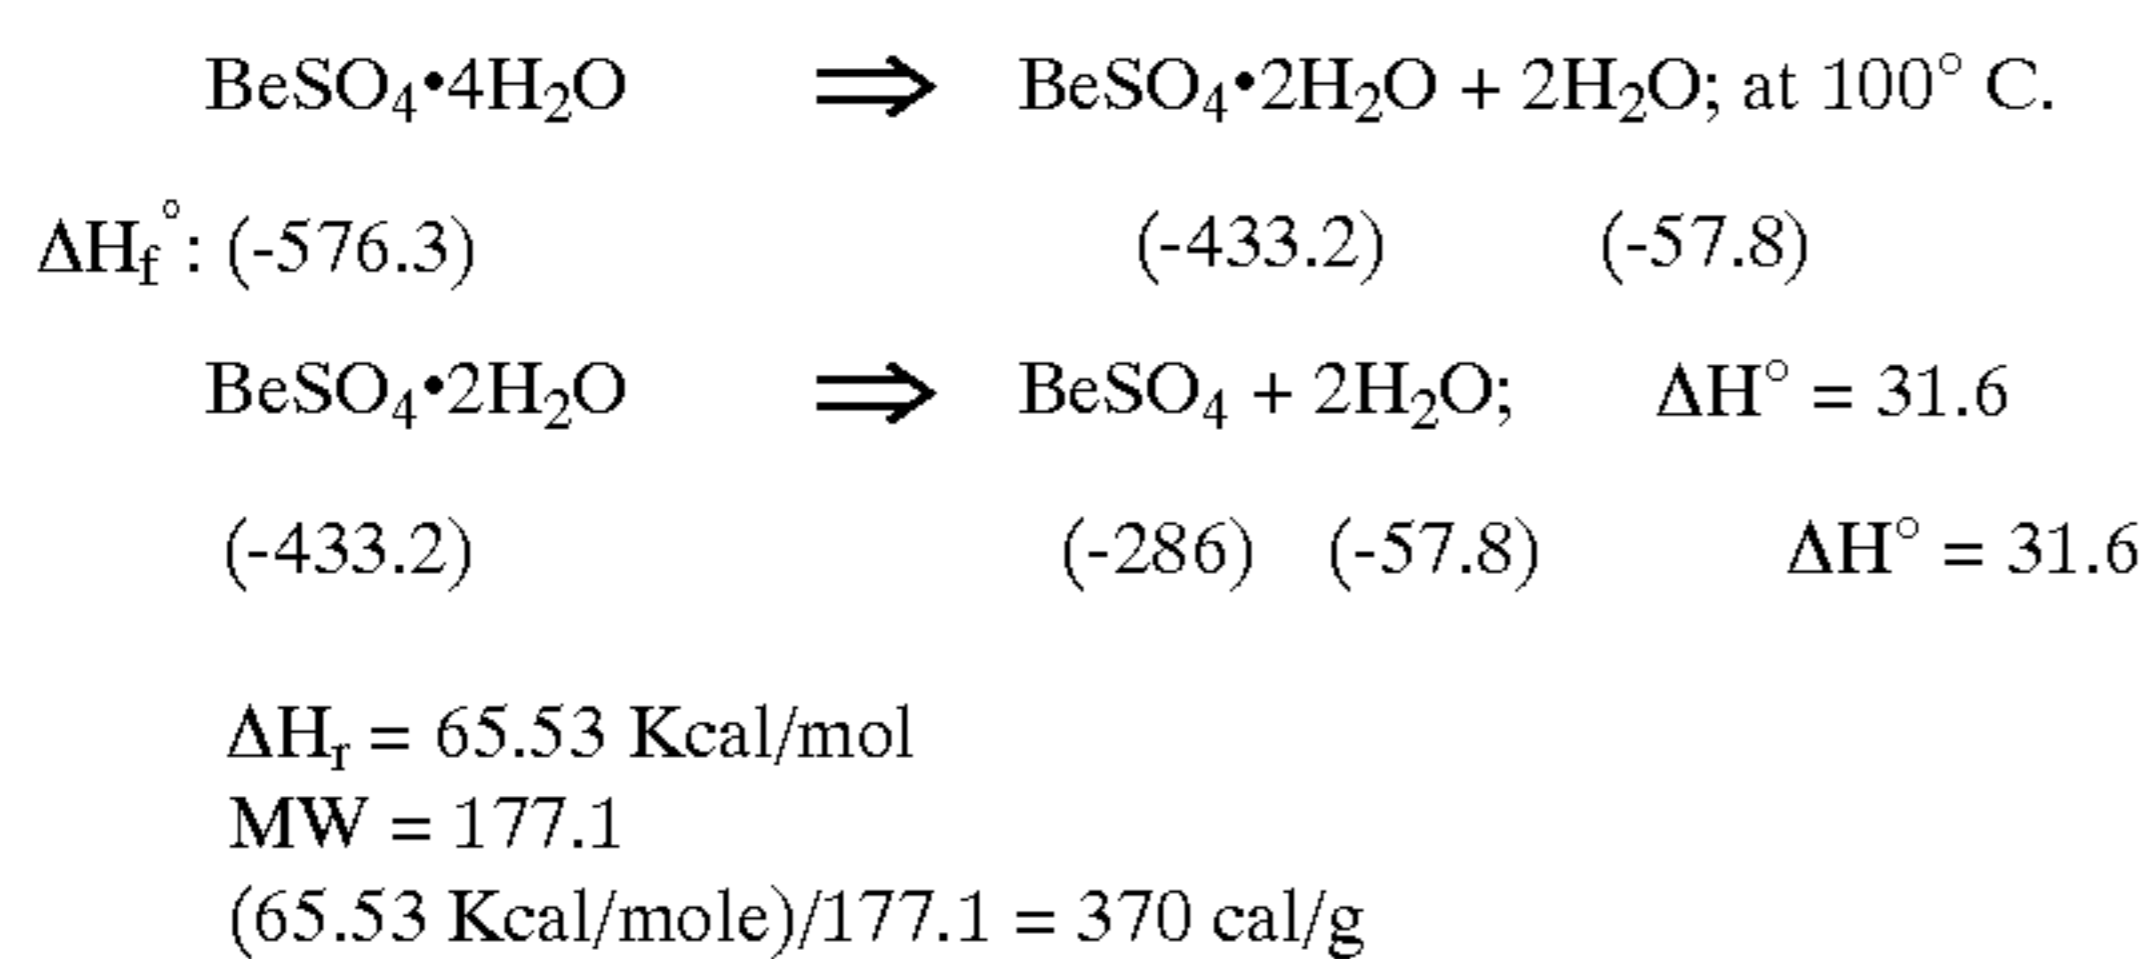 BeSO₄•4H₂O ⇒ BeSO₄•2H₂O + 2H₂O; at 100° C.
ΔH_f°: (-576.3) (-433.2) (-57.8)
BeSO₄•2H₂O ⇒ BeSO₄ + 2H₂O; ΔH° = 31.6
(-433.2) (-286) (-57.8) ΔH° = 31.6
ΔHᵣ = 65.53 Kcal/mol
MW = 177.1
(65.53 Kcal/mole)/177.1 = 370 cal/g